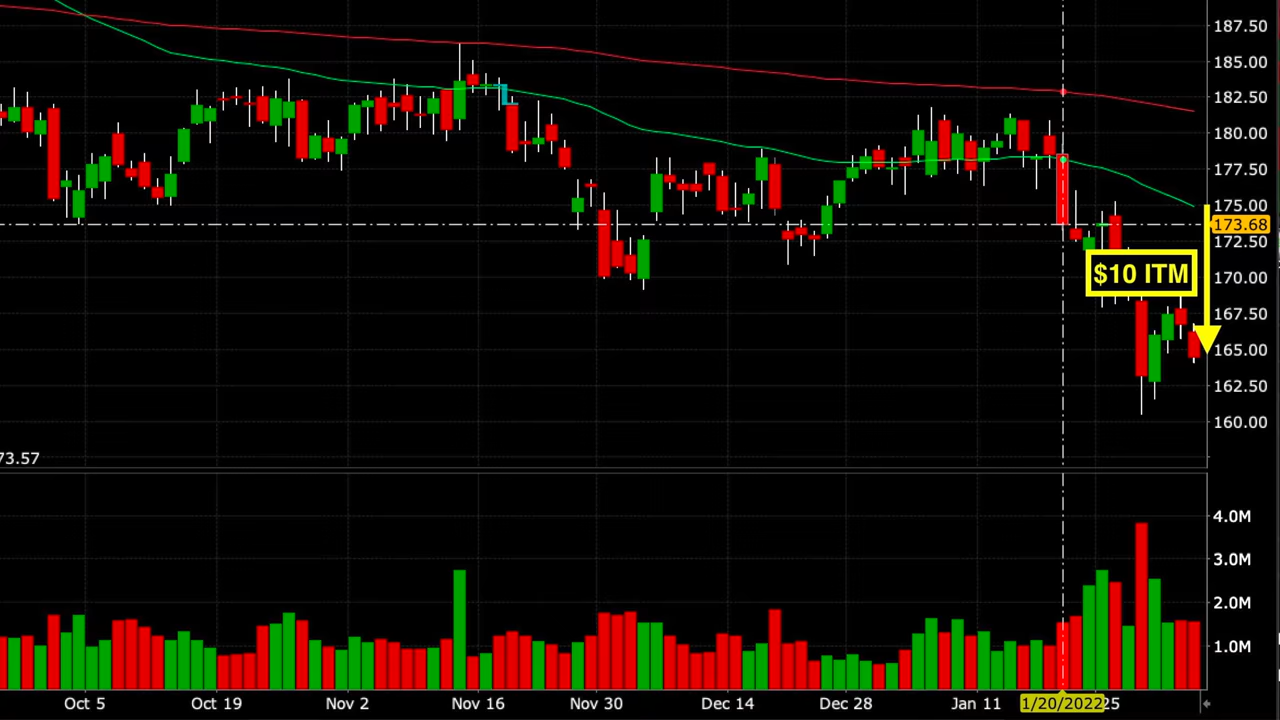 187.50
185.00
182.50
180.00
177.50
175.00
173.68
172.50
$10 ITM
170.00
167.50
165.00
162.50
160.00
73.57
4.0M
3.0M
2.0M
1.0M
Oct 5 Oct 19 Nov 2 Nov 16 Nov 30 Dec 14 Dec 28 Jan 11 1/20/2022 25